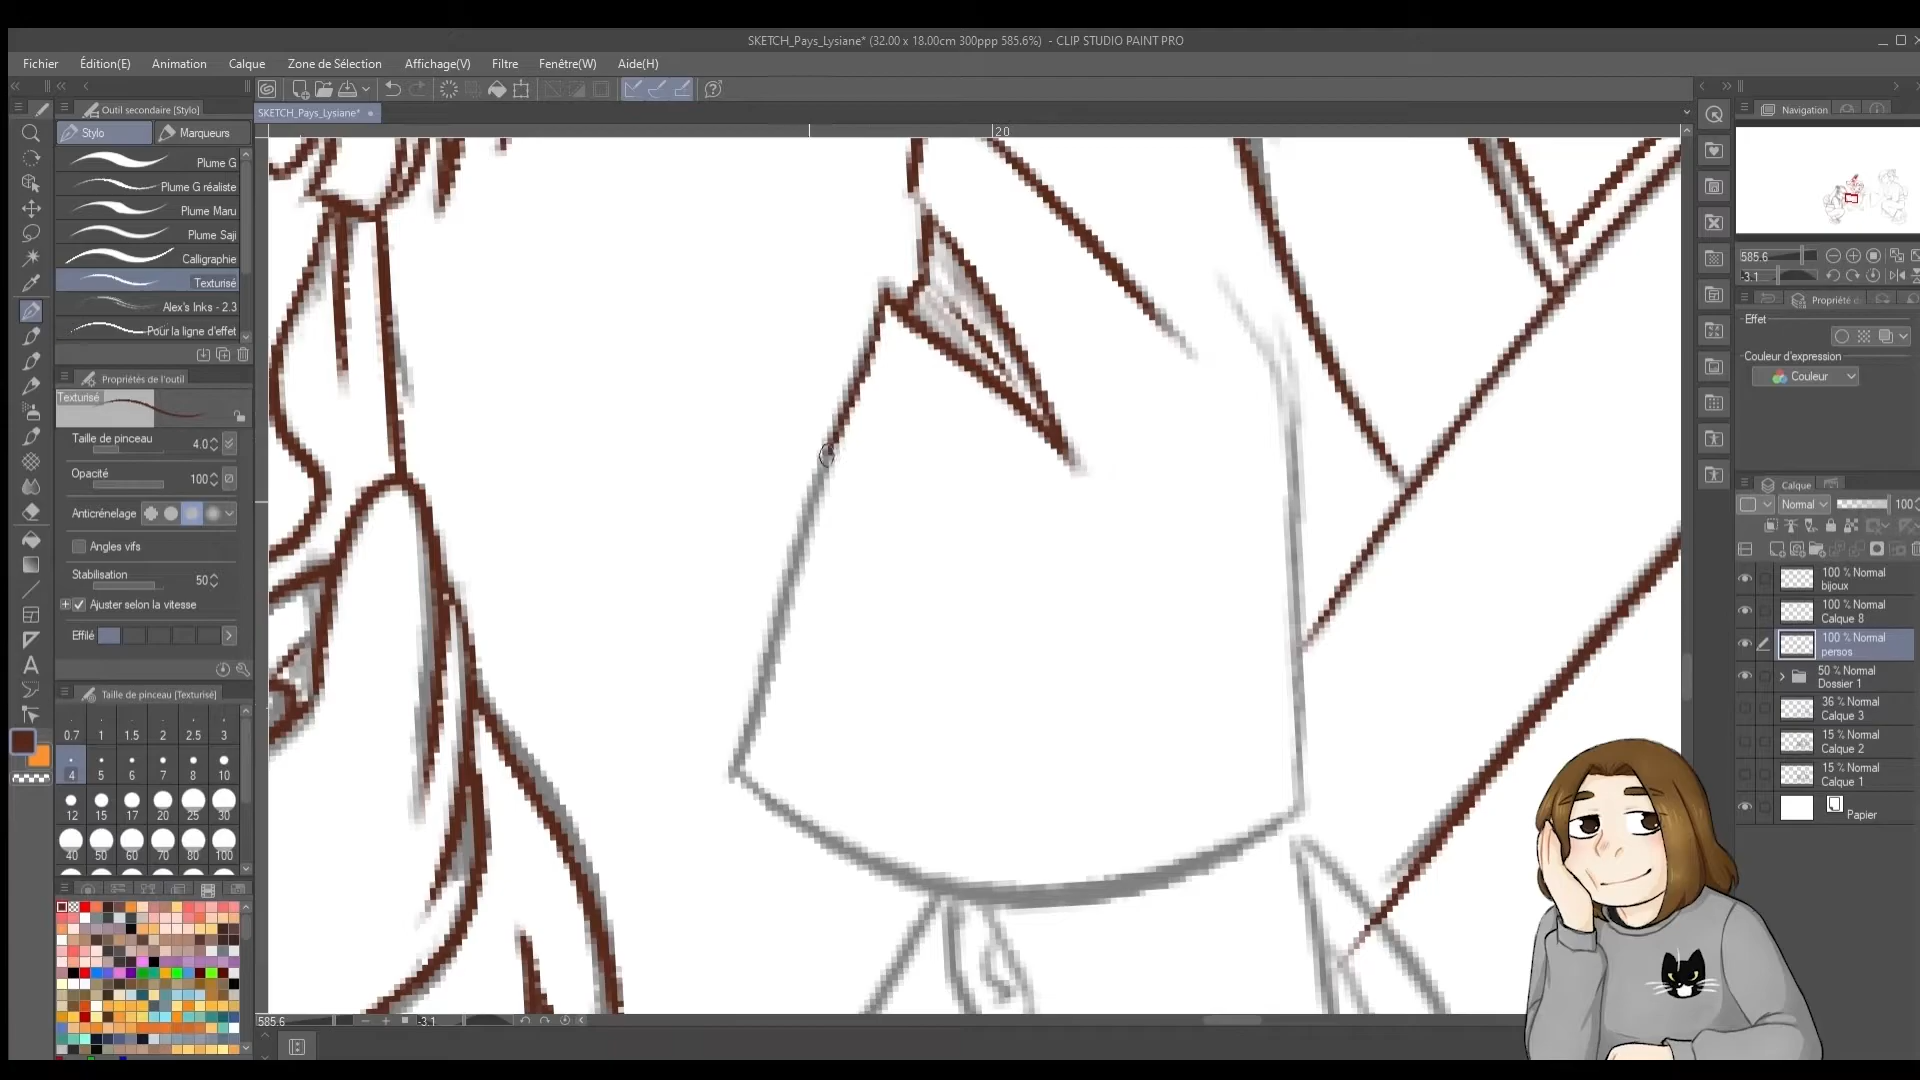 SKETCH_Pays_Lysiane* (32.00 x 18.00cm 300ppp 585.6%) - CLIP STUDIO PAINT PRO
Fichier Édition(E) Animation Calque Zone de Sélection Affichage(V) Filtre Fenêtre(W) Aide(H)
Outil secondaire [Stylo]
SKETCH_Pays_Lysiane*
Navigation
Stylo Marqueurs
20
Plume G
Plume G réaliste
Plume Maru
Plume Saji
Calligraphie
Texturisé
Alex's Inks - 2.3
Pour la ligne d'effet
585.6
-3.1
Propriété d
Effet
Couleur d'expression
Couleur
Propriétés de l'outil
Texturisé
Taille de pinceau 4.0
Opacité 100
Anticrénelage
Angles vifs
Stabilisation 50
Ajuster selon la vitesse
Effilé
A
Taille de pinceau [Texturisé]
0.7 1 1.5 2 2.5 3
4 5 6 7 8 10
12 15 17 20 25 30
40 50 60 70 80 100
Calque
Normal 100
100 % Normal
bijoux
100 % Normal
Calque 8
100 % Normal
persos
50 % Normal
Dossier 1
36 % Normal
Calque 3
15 % Normal
Calque 2
15 % Normal
Calque 1
Papier
585.6 -3.1